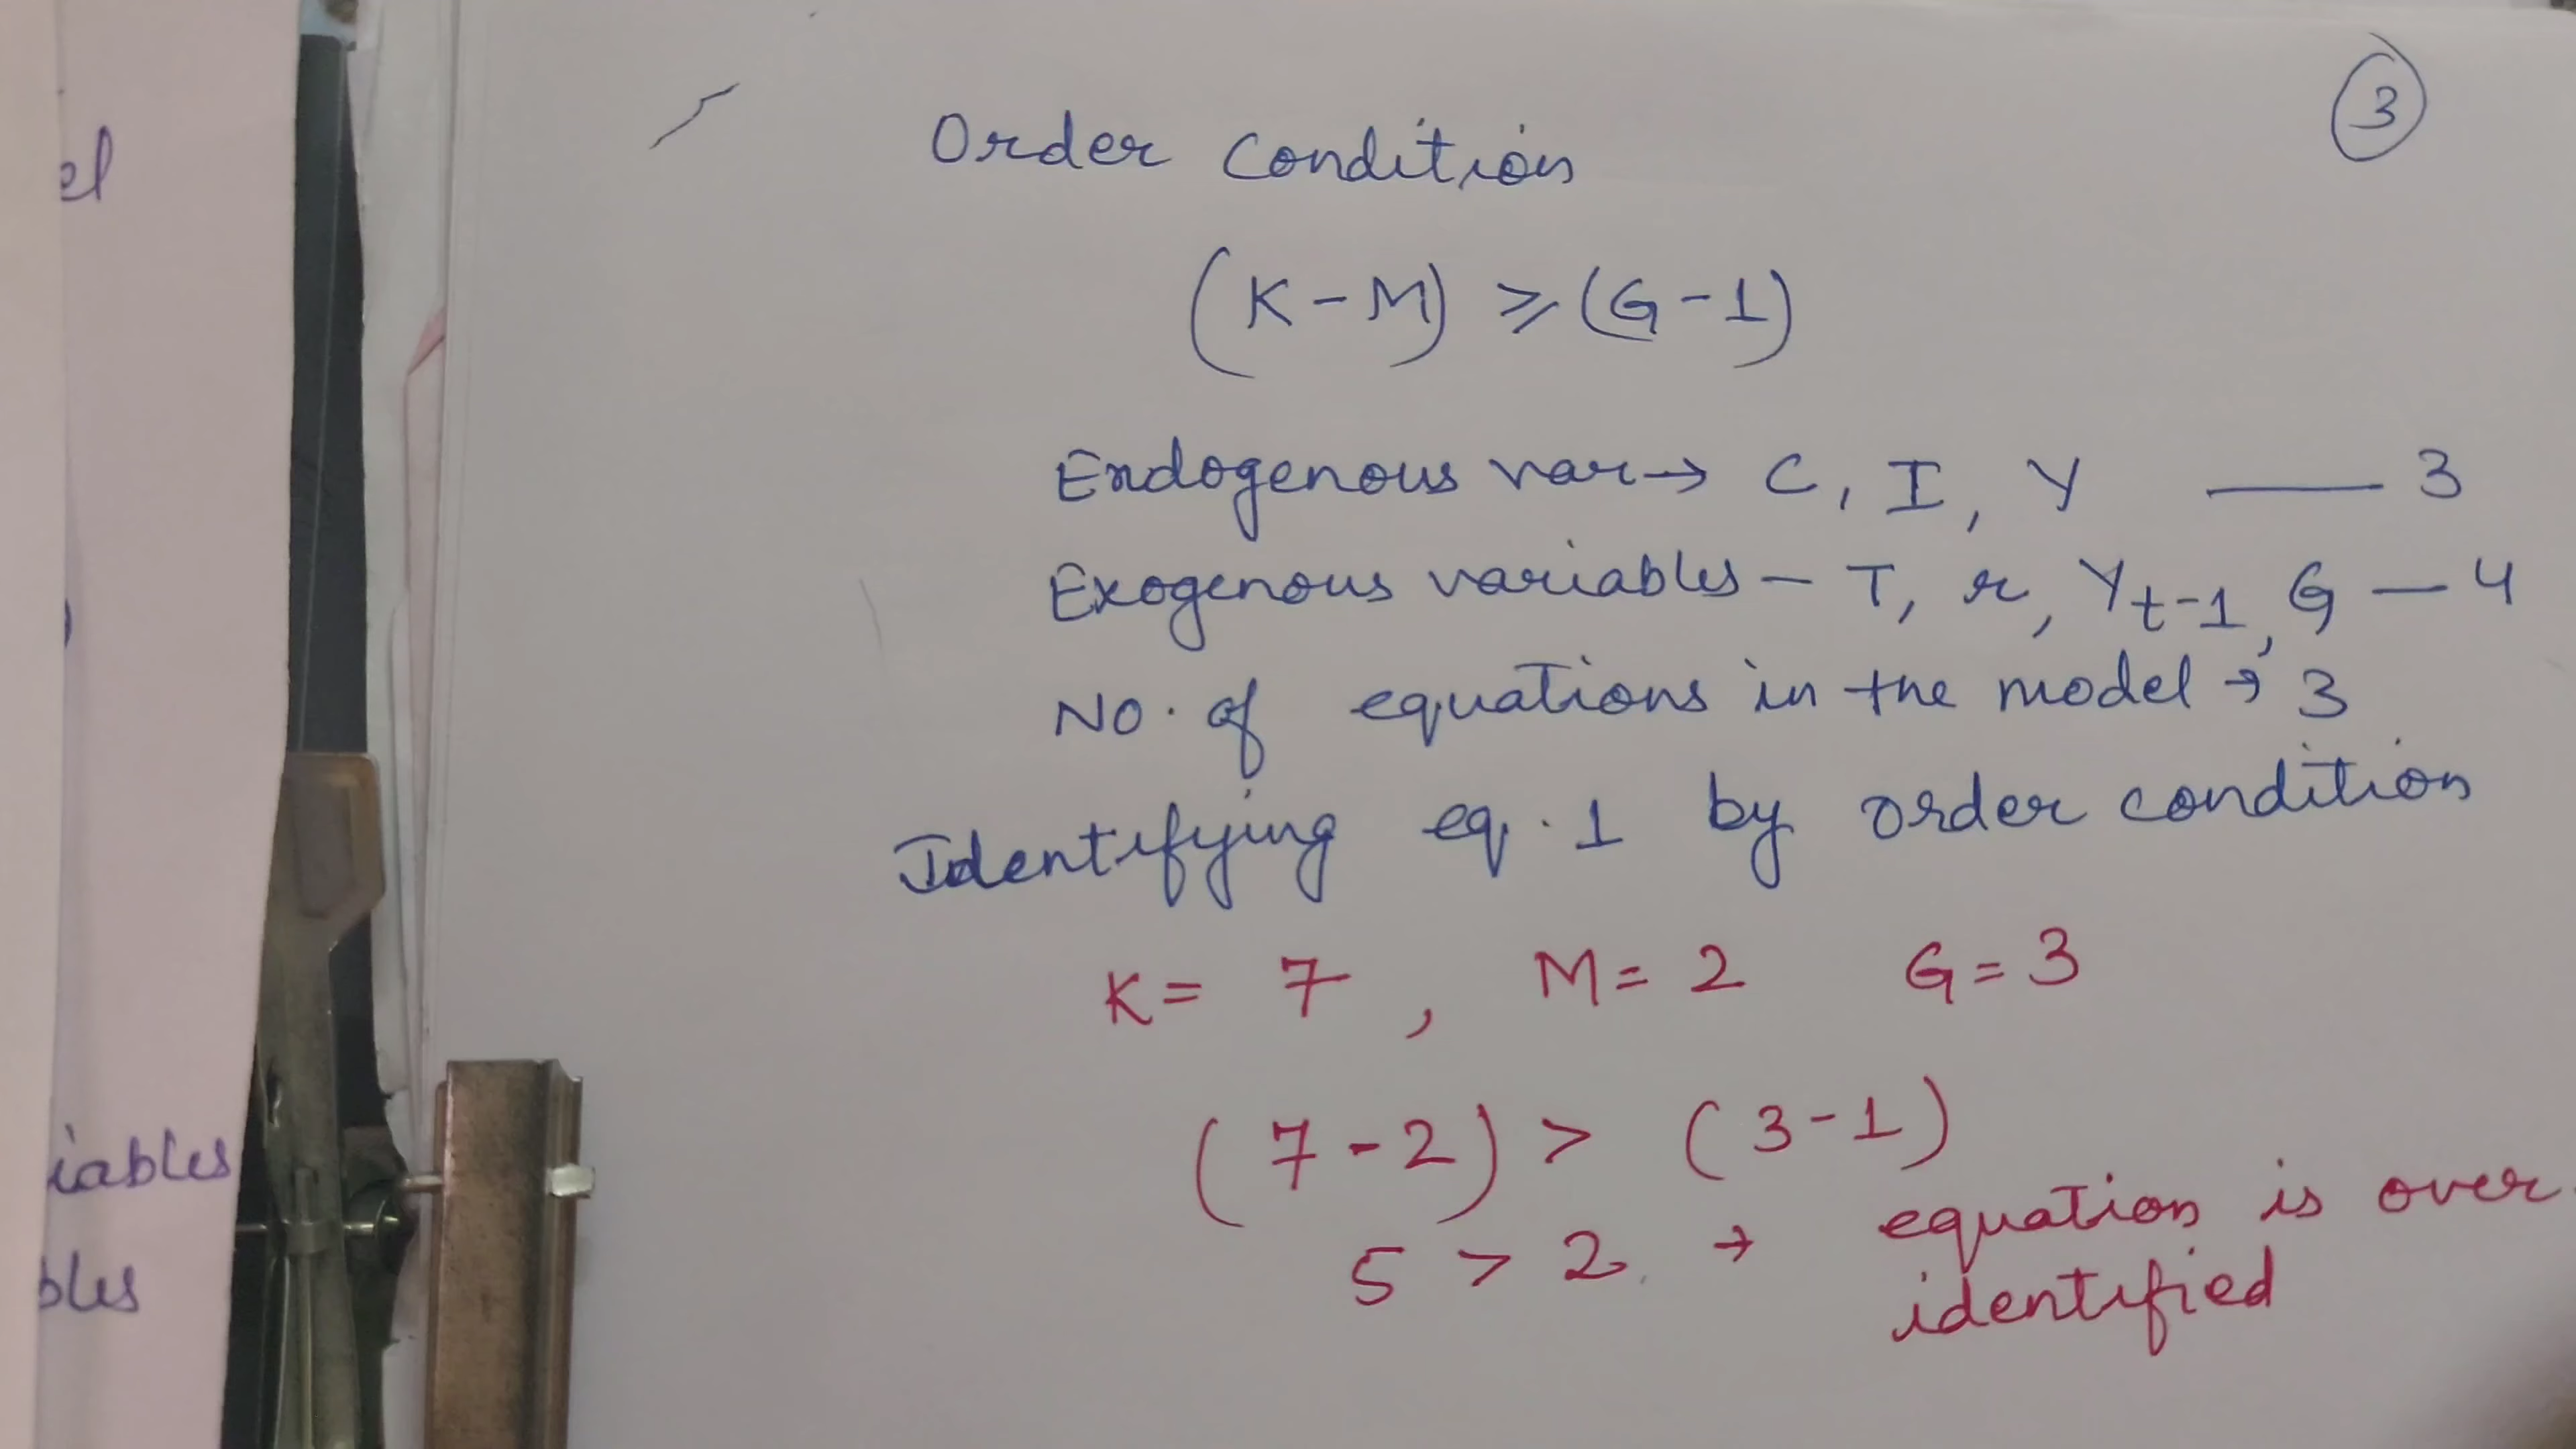 3
Order condition
(K-M) ⩾ (G-1)
Endogenous var → C, I, Y —— 3
Exogenous variables - T, r, Yt-1, G — 4
No. of equations in the model → 3
Identifying eq. 1 by order condition
K = 7, M = 2 G = 3
(7-2) > (3-1)
5 > 2 → equation is over
identified
el
iables
bles